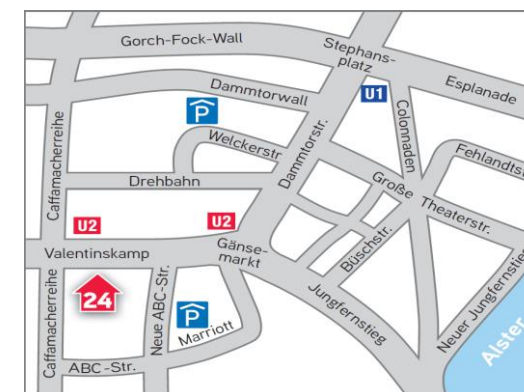 Gorch-Fock-Wall
Stephans-
platz
Esplanade
Dammtorwall
U1
Colonnaden
P
Welckerstr.
Dammtorstr.
Caffamacherreihe
Fehlandtst
Drehbahn
Große Theaterstr.
U2
U2
Büschstr.
Valentinskamp
Gänse-
markt
24
Jungfernstieg
Neuer Jungfernstieg
Caffamacherreihe
Neue ABC-Str.
P
Marriott
Alster
ABC-Str.